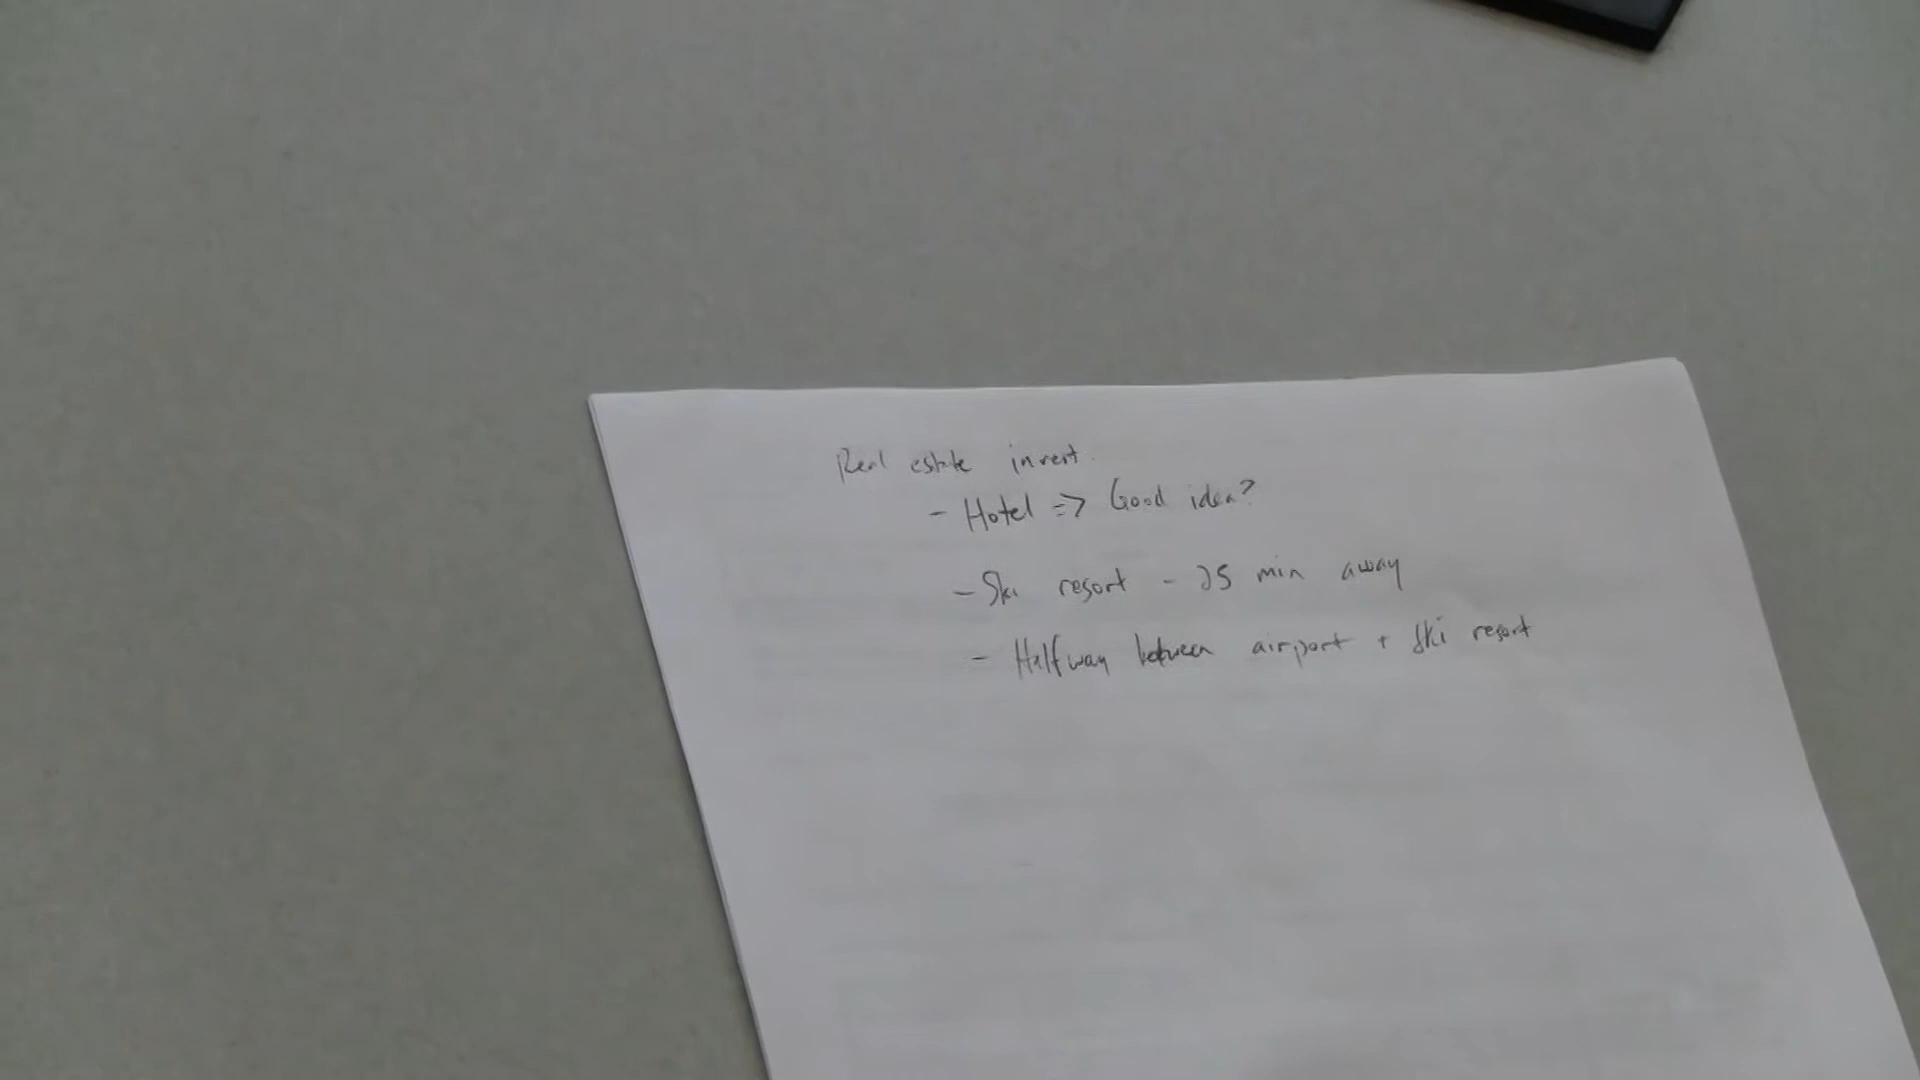 Real estate invest.
- Hotel => Good idea?
- Ski resort - 25 min away
- Halfway between airport + ski resort